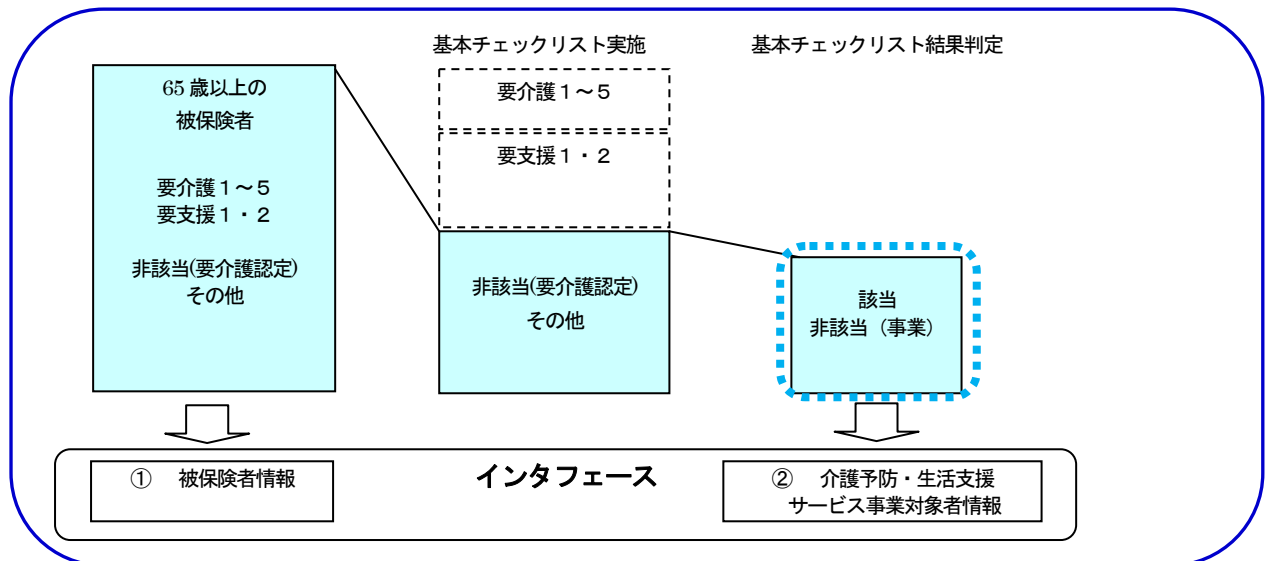 基本チェックリスト実施
基本チェックリスト結果判定
65歳以上の
被保険者
要介護１～５
要支援１・２
非該当(要介護認定)
その他
要介護１～５
要支援１・２
非該当(要介護認定)
その他
該当
非該当（事業）
インタフェース
①　被保険者情報
②　介護予防・生活支援
サービス事業対象者情報